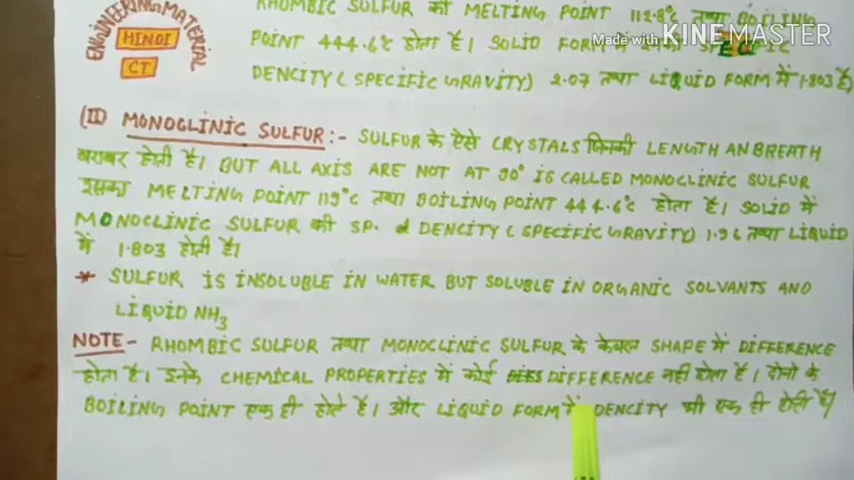 ENGINEERING MATERIAL
HINDI
CT
RHOMBIC SULFUR का MELTING POINT 112.8°C तथा BOILING
POINT 444.6°C होता है। SOLID FORM में
Made with KINEMASTER
DENCITY (SPECIFIC GRAVITY) 2.07 तथा LIQUID FORM में 1.803 है)
(II) MONOCLINIC SULFUR:- SULFUR के ऐसे CRYSTALS जिनकी LENGTH AN BREATH
बराबर होती है। BUT ALL AXIS ARE NOT AT 90° IS CALLED MONOCLINIC SULFUR
इसका MELTING POINT 119°C तथा BOILING POINT 444.6°C होता है। SOLID में
MONOCLINIC SULFUR की SP. DENCITY (SPECIFIC GRAVITY) 1.96 तथा LIQUID
में 1.803 होती है।
* SULFUR IS INSOLUBLE IN WATER BUT SOLUBLE IN ORGANIC SOLVANTS AND
LIQUID NH3
NOTE- RHOMBIC SULFUR तथा MONOCLINIC SULFUR के केवल SHAPE में DIFFERENCE
होता है। इनके CHEMICAL PROPERTIES में कोई DIFFERENCE नही होता है। दोनो के
BOILING POINT एक ही होते है। और LIQUID FORM में DENCITY भी एक ही होती है।